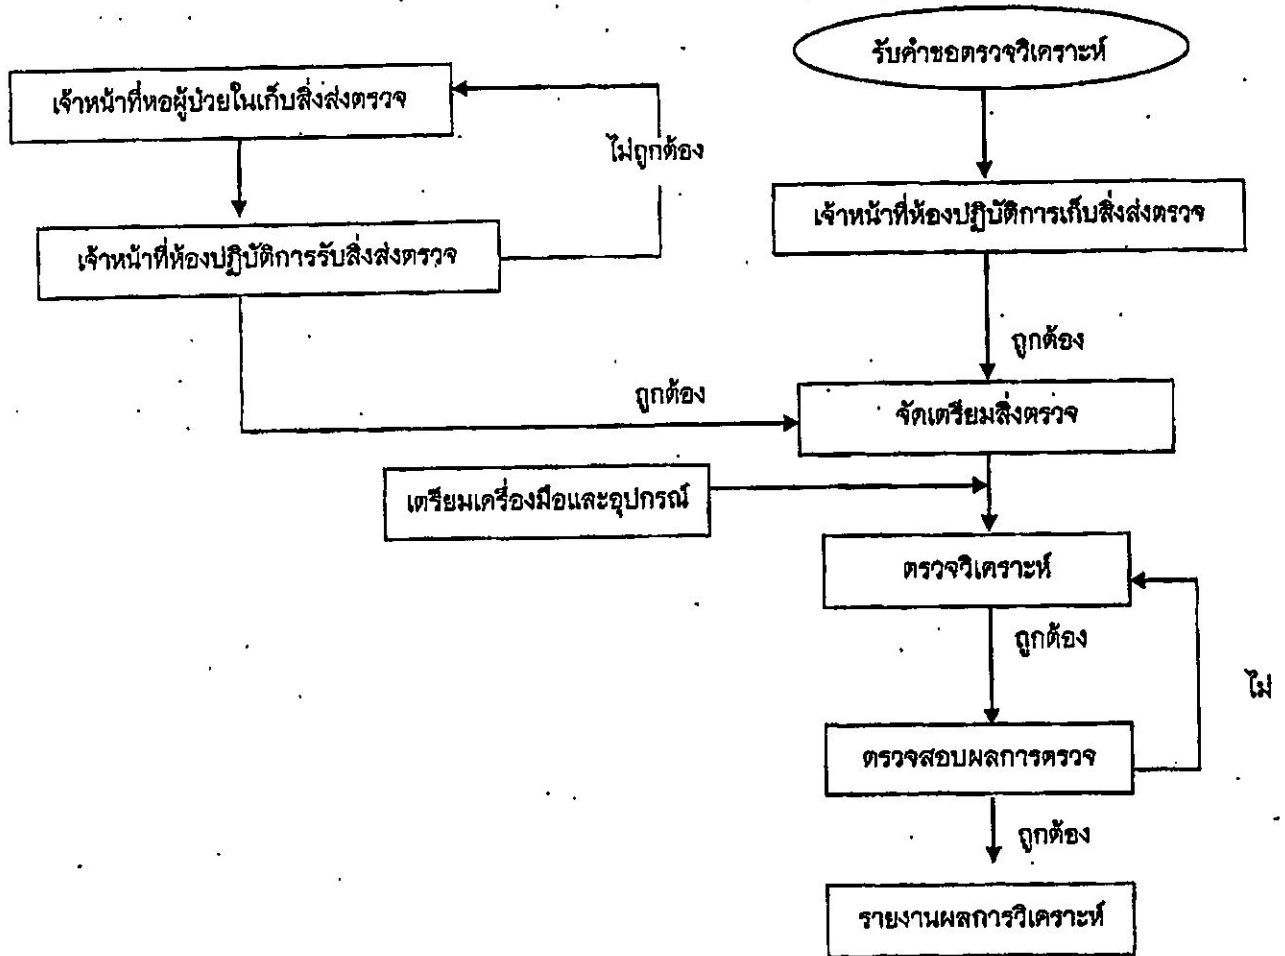 รับคำขอตรวจวิเคราะห์
เจ้าหน้าที่หอผู้ป่วยในเก็บสิ่งส่งตรวจ
ไม่ถูกต้อง
เจ้าหน้าที่ห้องปฏิบัติการเก็บสิ่งส่งตรวจ
เจ้าหน้าที่ห้องปฏิบัติการรับสิ่งส่งตรวจ
ถูกต้อง
ถูกต้อง
จัดเตรียมสิ่งตรวจ
เตรียมเครื่องมือและอุปกรณ์
ตรวจวิเคราะห์
ถูกต้อง
ไม่
ตรวจสอบผลการตรวจ
ถูกต้อง
รายงานผลการวิเคราะห์